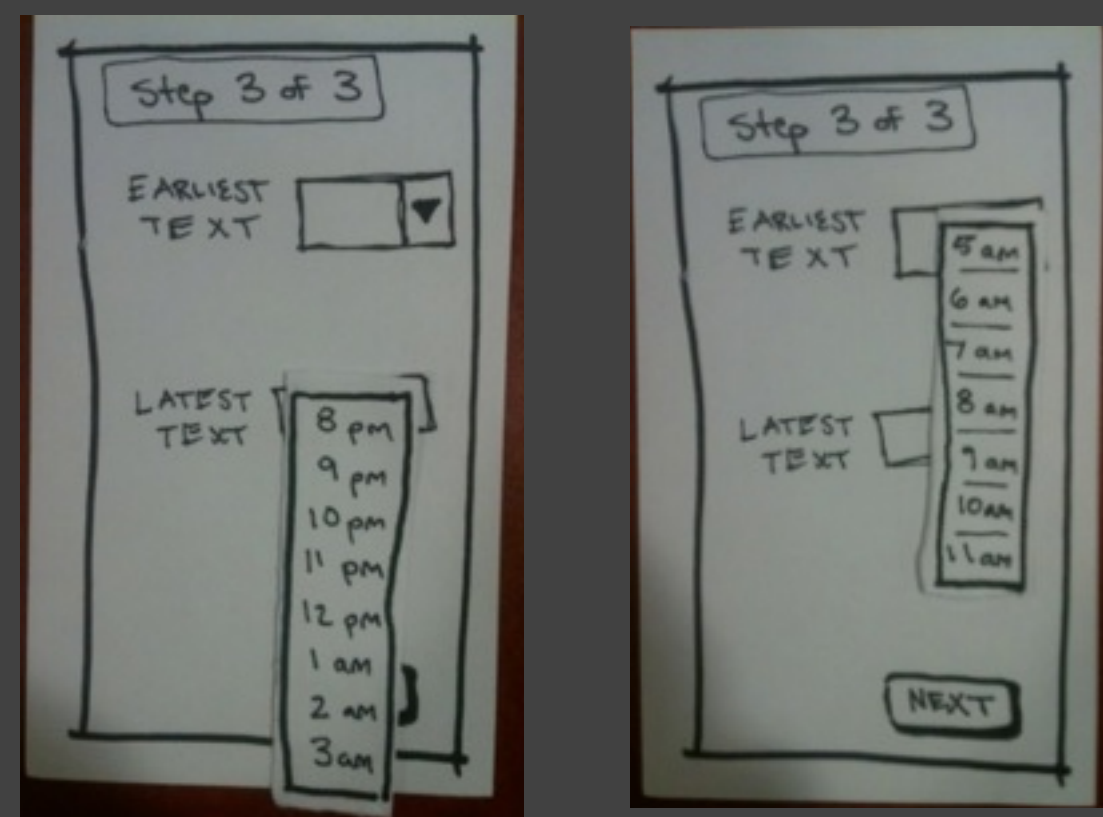 Step 3 of 3
EARLIEST
TEXT
LATEST
TEXT
8 pm
9 pm
10 pm
11 pm
12 pm
1 am
2 am
3 am
Step 3 of 3
EARLIEST
TEXT
5 am
6 am
7 am
8 am
9 am
10 am
11 am
LATEST
TEXT
NEXT